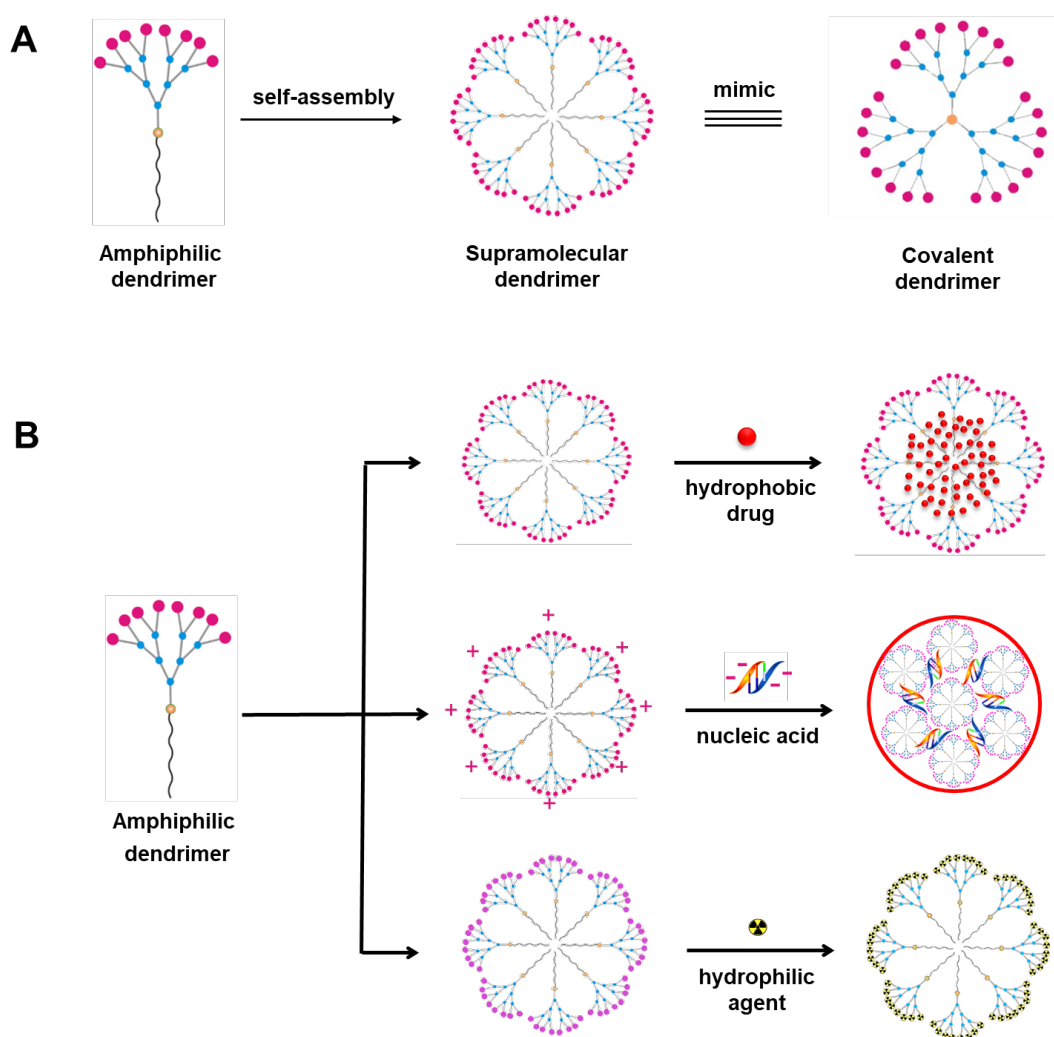 A
self-assembly
mimic
Amphiphilic
dendrimer
Supramolecular
dendrimer
Covalent
dendrimer
B
hydrophobic
drug
+
+
+
+
+
+
+
+
- - - -
nucleic acid
Amphiphilic
dendrimer
hydrophilic
agent